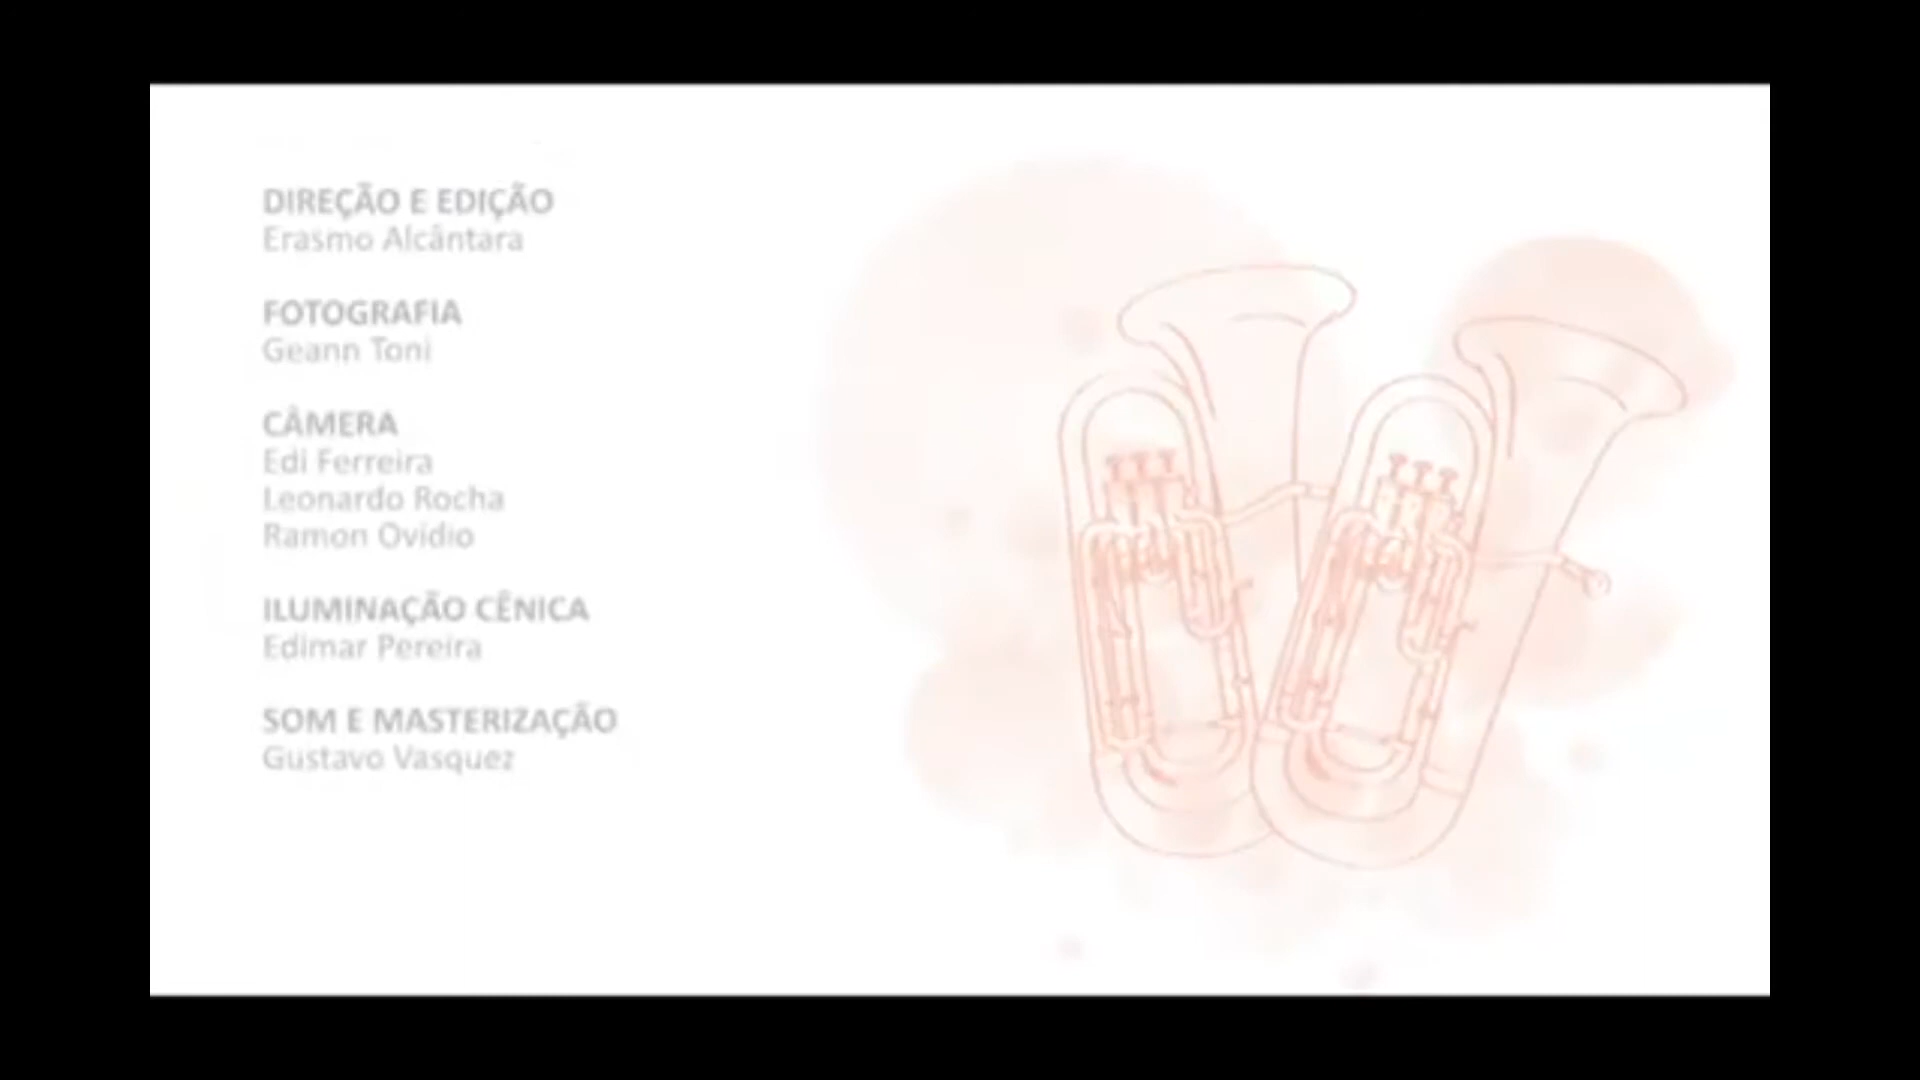 DIREÇÃO E EDIÇÃO
Erasmo Alcântara
FOTOGRAFIA
Geann Toni
CÂMERA
Edi Ferreira
Leonardo Rocha
Ramon Ovídio
ILUMINAÇÃO CÊNICA
Edimar Pereira
SOM E MASTERIZAÇÃO
Gustavo Vasquez